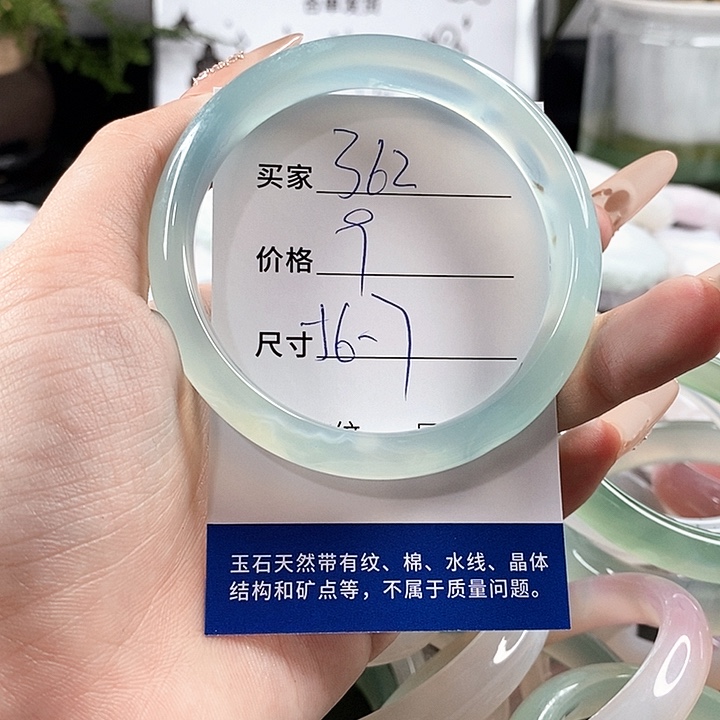 买家 362
价格 9
尺寸 56-7
玉石天然带有纹、棉、水线、晶体
结构和矿点等，不属于质量问题。